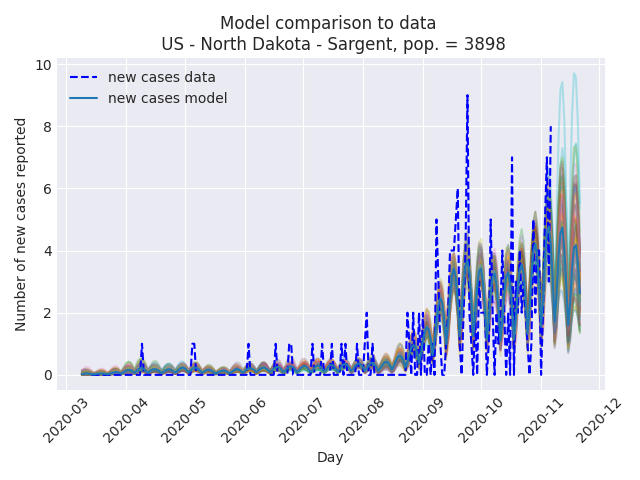 Model comparison to data
US - North Dakota - Sargent, pop. = 3898
new cases data
new cases model
Number of new cases reported
10
8
6
4
2
0
2020-03
2020-04
2020-05
2020-06
2020-07
2020-08
2020-09
2020-10
2020-11
2020-12
Day